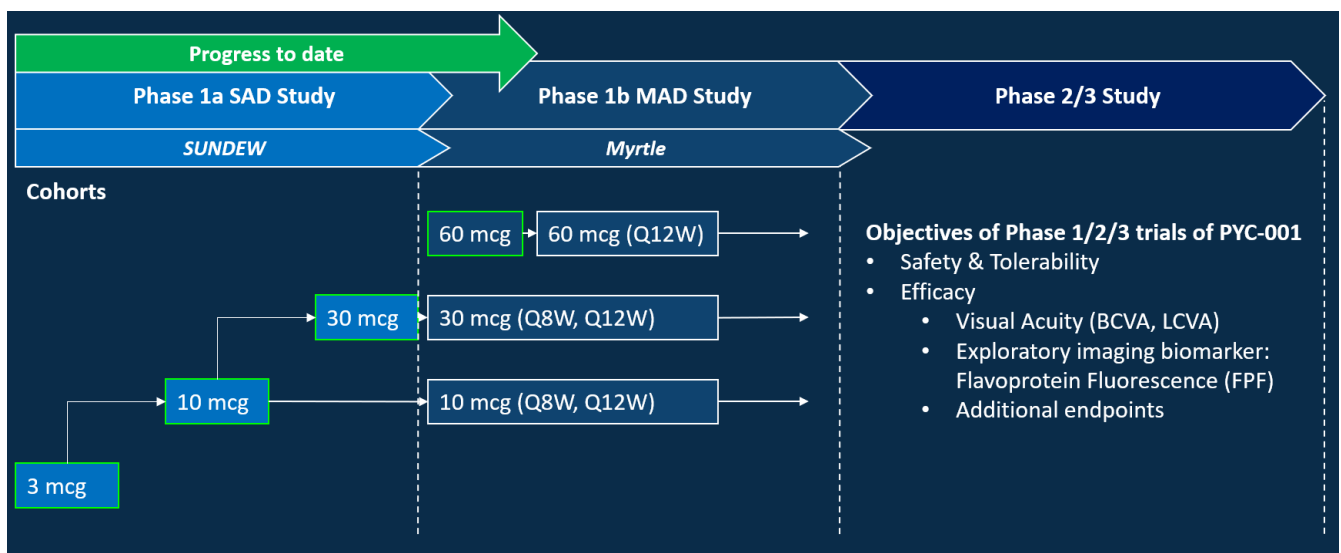 Progress to date
Phase 1a SAD Study
Phase 1b MAD Study
Phase 2/3 Study
SUNDEW
Myrtle
Cohorts
60 mcg
60 mcg (Q12W)
30 mcg
30 mcg (Q8W, Q12W)
10 mcg
10 mcg (Q8W, Q12W)
3 mcg
Objectives of Phase 1/2/3 trials of PYC-001
• Safety & Tolerability
• Efficacy
• Visual Acuity (BCVA, LCVA)
• Exploratory imaging biomarker:
Flavoprotein Fluorescence (FPF)
• Additional endpoints